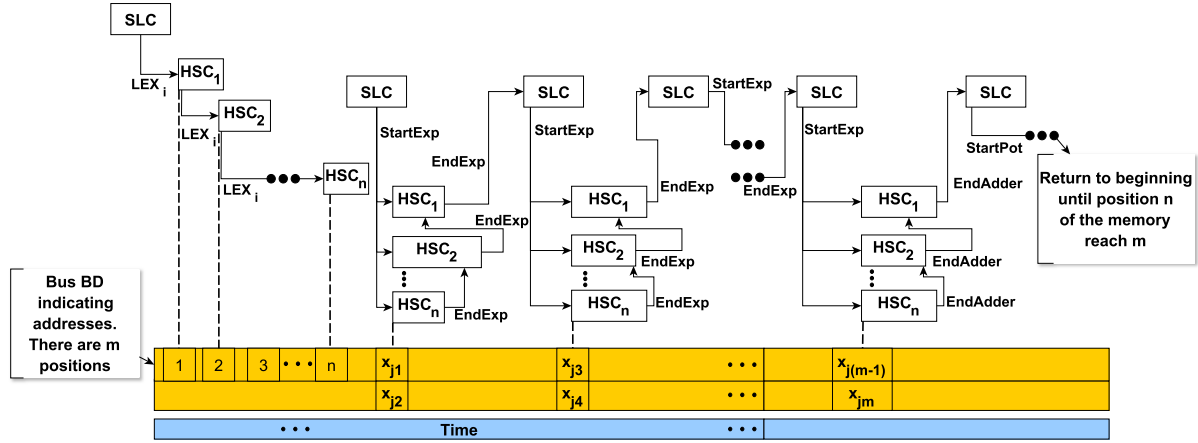 SLC
LEX i
HSC1
LEX i
HSC2
LEX i
HSCn
SLC
StartExp
HSC1
HSC2
HSCn
EndExp
EndExp
EndExp
SLC
StartExp
HSC1
HSC2
HSCn
EndExp
EndExp
EndExp
SLC
StartExp
EndExp
SLC
StartExp
HSC1
HSC2
HSCn
EndAdder
EndAdder
EndAdder
SLC
StartPot
Return to beginning
until position n
of the memory
reach m
Bus BD
indicating
addresses.
There are m
positions
1 2 3 n xj1 xj3 xj(m-1)
xj2 xj4 xjm
Time